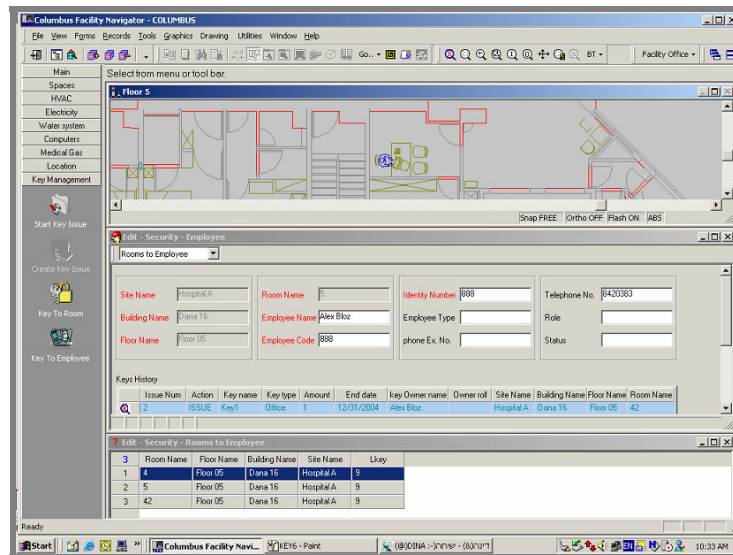 Columbus Facility Navigator - COLUMBUS
File View Forms Records Tools Graphics Drawing Utilities Window Help
Go.. BT Facility Office
Main
Select from menu or tool bar.
Spaces
HVAC
Electricity
Water system
Computers
Medical Gas
Location
Key Management
Start Key Issue
Create Key Issue
Key To Room
Key To Employee
Floor 5
Snap FREE Ortho OFF Flash ON ABS
Edit - Security - Employee
Rooms to Employee
Site Name Hospital A Room Name 5 Identity Number 888 Telephone No. 8420383
Building Name Dana 16 Employee Name Alex Bloz Employee Type Role
Floor Name Floor 05 Employee Code 888 phone Ex. No. Status
Keys History
Issue Num Action Key name Key type Amount End date key Owner name Owner roll Site Name Building Name Floor Name Room Name
2 ISSUE Key1 Office 1 12/31/2004 Alex Bloz Hospital A Dana 16 Floor 05 42
Edit - Security - Rooms to Employee
3 Room Name Floor Name Building Name Site Name Lkey
1 4 Floor 05 Dana 16 Hospital A 9
2 5 Floor 05 Dana 16 Hospital A 9
3 42 Floor 05 Dana 16 Hospital A 9
Ready
Start Columbus Facility Navi... KEY6 - Paint EN 10:33 AM